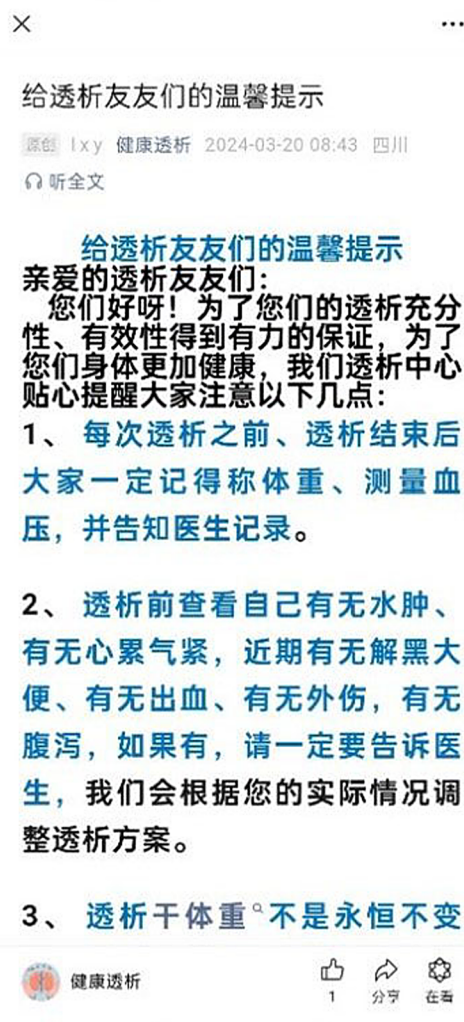 给透析友友们的温馨提示
原创 lxy 健康透析 2024-03-20 08:43 四川
听全文
给透析友友们的温馨提示
亲爱的透析友友们：
您们好呀！为了您们的透析充分
性、有效性得到有力的保证，为了
您们身体更加健康，我们透析中心
贴心提醒大家注意以下几点：
1、 每次透析之前、透析结束后
大家一定记得称体重、测量血
压，并告知医生记录。
2、 透析前查看自己有无水肿、
有无心累气紧，近期有无解黑大
便、有无出血、有无外伤，有无
腹泻，如果有，请一定要告诉医
生，我们会根据您的实际情况调
整透析方案。
3、 透析干体重不是永恒不变
健康透析
1 分享 在看